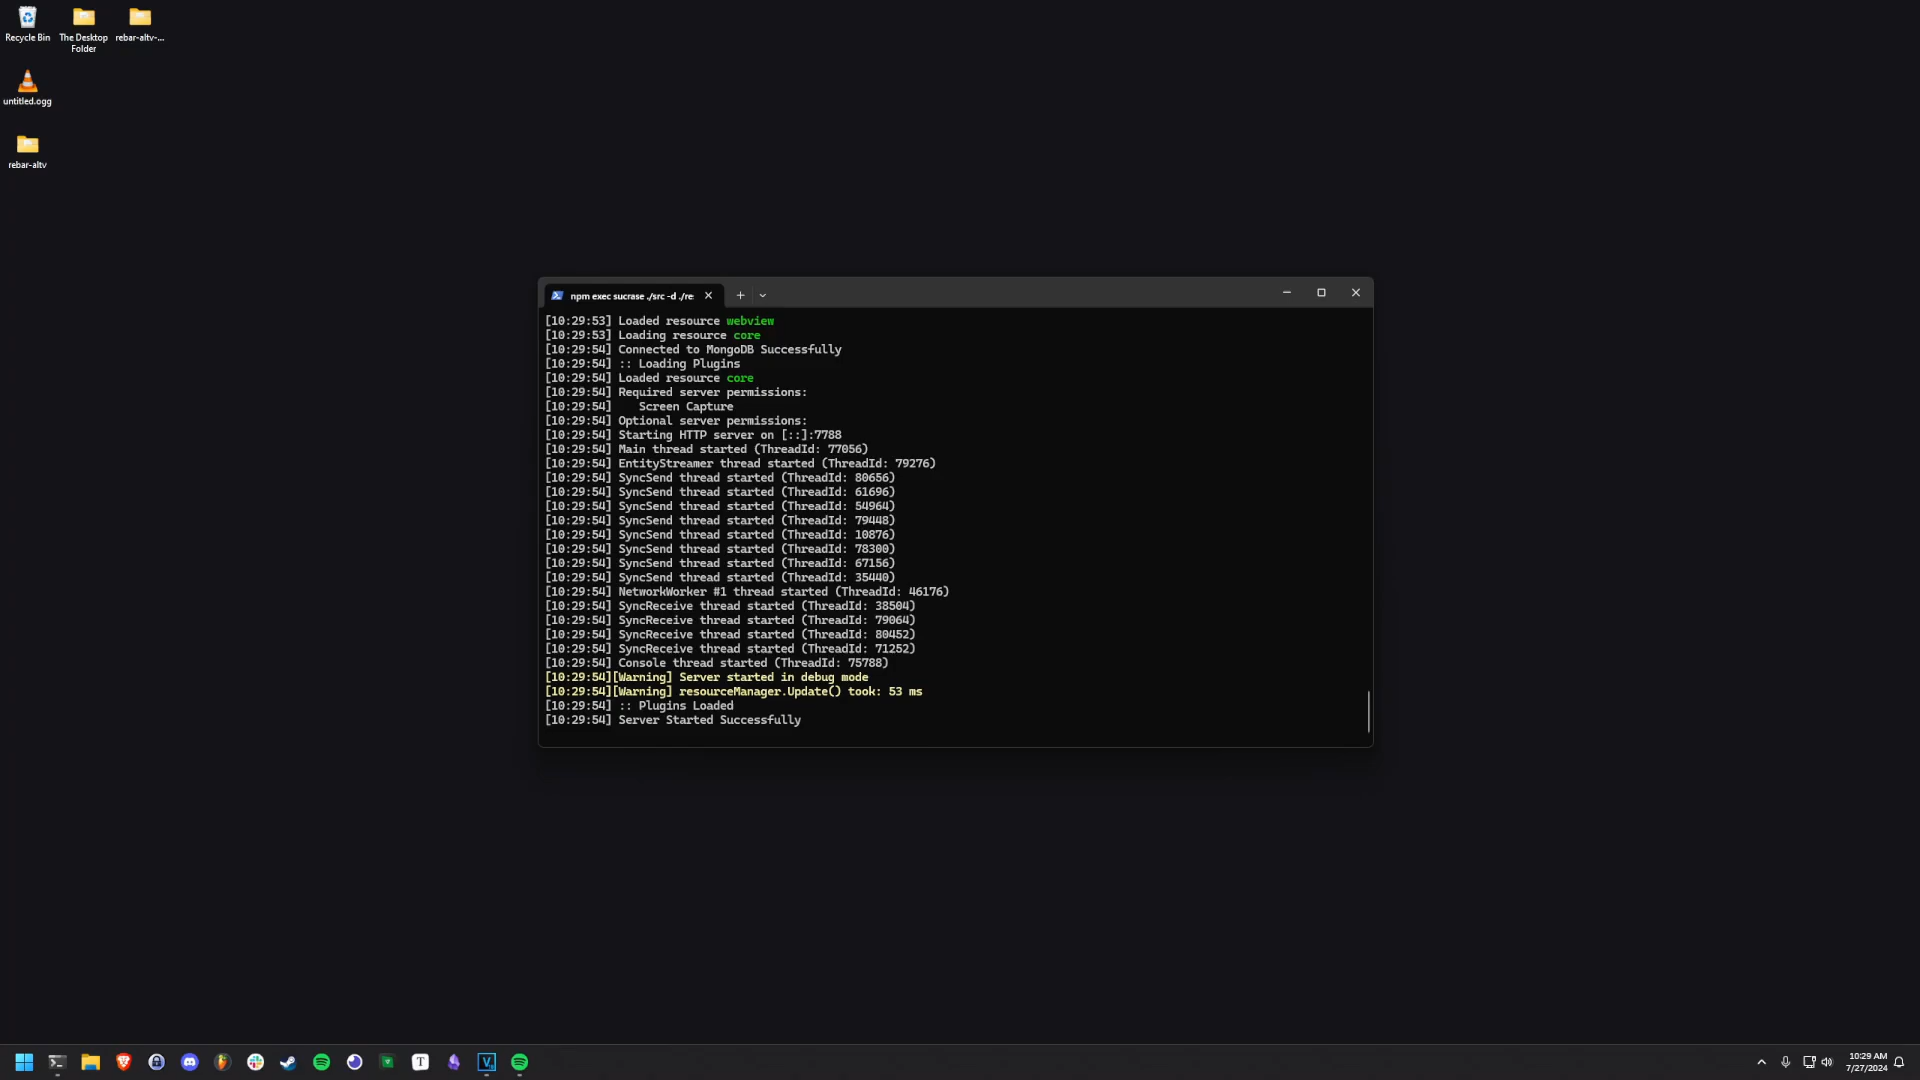 Recycle Bin
The Desktop
Folder
rebar-altv-...
untitled.ogg
rebar-altv
npm exec sucrase ./src -d ./re
[10:29:53] Loaded resource webview
[10:29:53] Loading resource core
[10:29:54] Connected to MongoDB Successfully
[10:29:54] :: Loading Plugins
[10:29:54] Loaded resource core
[10:29:54] Required server permissions:
[10:29:54]    Screen Capture
[10:29:54] Optional server permissions:
[10:29:54] Starting HTTP server on [::]:7788
[10:29:54] Main thread started (ThreadId: 77056)
[10:29:54] EntityStreamer thread started (ThreadId: 79276)
[10:29:54] SyncSend thread started (ThreadId: 80656)
[10:29:54] SyncSend thread started (ThreadId: 61696)
[10:29:54] SyncSend thread started (ThreadId: 54964)
[10:29:54] SyncSend thread started (ThreadId: 79448)
[10:29:54] SyncSend thread started (ThreadId: 10876)
[10:29:54] SyncSend thread started (ThreadId: 78300)
[10:29:54] SyncSend thread started (ThreadId: 67156)
[10:29:54] SyncSend thread started (ThreadId: 35440)
[10:29:54] NetworkWorker #1 thread started (ThreadId: 46176)
[10:29:54] SyncReceive thread started (ThreadId: 38504)
[10:29:54] SyncReceive thread started (ThreadId: 79064)
[10:29:54] SyncReceive thread started (ThreadId: 80452)
[10:29:54] SyncReceive thread started (ThreadId: 71252)
[10:29:54] Console thread started (ThreadId: 75788)
[10:29:54][Warning] Server started in debug mode
[10:29:54][Warning] resourceManager.Update() took: 53 ms
[10:29:54] :: Plugins Loaded
[10:29:54] Server Started Successfully
10:29 AM
7/27/2024